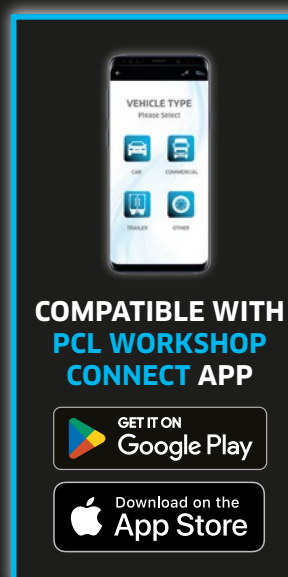 VEHICLE TYPE
Please Select
CAR
COMMERCIAL
TRAILER
OTHER
COMPATIBLE WITH
PCL WORKSHOP
CONNECT APP
GET IT ON
Google Play
Download on the
App Store